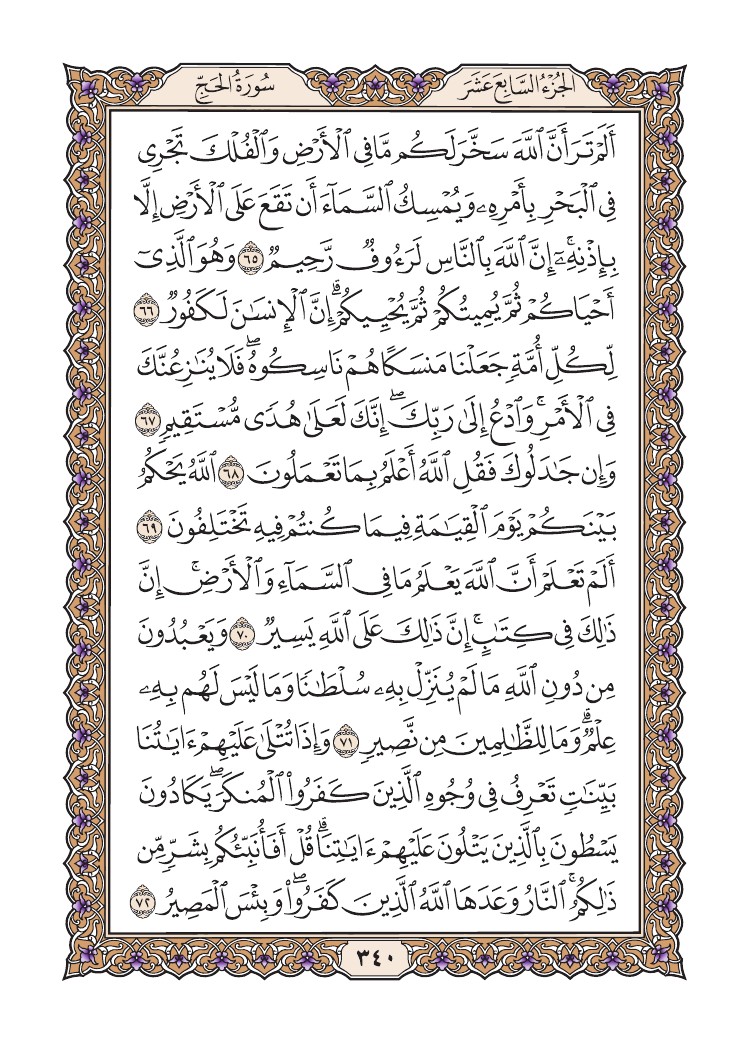 الجُزْءُ السَّابِعَ عَشَرَ
سُورَةُ الحَجِّ
أَلَمْ تَرَ أَنَّ ٱللَّهَ سَخَّرَ لَكُم مَّا فِي ٱلْأَرْضِ وَٱلْفُلْكَ تَجْرِي
فِي ٱلْبَحْرِ بِأَمْرِهِۦ وَيُمْسِكُ ٱلسَّمَآءَ أَن تَقَعَ عَلَى ٱلْأَرْضِ إِلَّا
بِإِذْنِهِۦٓۚ إِنَّ ٱللَّهَ بِٱلنَّاسِ لَرَءُوفٌ رَّحِيمٌ ٦٥ وَهُوَ ٱلَّذِيٓ
أَحْيَاكُمْ ثُمَّ يُمِيتُكُمْ ثُمَّ يُحْيِيكُمْۗ إِنَّ ٱلْإِنسَٰنَ لَكَفُورٌ ٦٦
لِّكُلِّ أُمَّةٍ جَعَلْنَا مَنسَكًا هُمْ نَاسِكُوهُۖ فَلَا يُنَٰزِعُنَّكَ
فِي ٱلْأَمْرِۚ وَٱدْعُ إِلَىٰ رَبِّكَۖ إِنَّكَ لَعَلَىٰ هُدًى مُّسْتَقِيمٍ ٦٧
وَإِن جَٰدَلُوكَ فَقُلِ ٱللَّهُ أَعْلَمُ بِمَا تَعْمَلُونَ ٦٨ ٱللَّهُ يَحْكُمُ
بَيْنَكُمْ يَوْمَ ٱلْقِيَٰمَةِ فِيمَا كُنتُمْ فِيهِ تَخْتَلِفُونَ ٦٩
أَلَمْ تَعْلَمْ أَنَّ ٱللَّهَ يَعْلَمُ مَا فِي ٱلسَّمَآءِ وَٱلْأَرْضِۚ إِنَّ
ذَٰلِكَ فِي كِتَٰبٍۚ إِنَّ ذَٰلِكَ عَلَى ٱللَّهِ يَسِيرٌ ٧٠ وَيَعْبُدُونَ
مِن دُونِ ٱللَّهِ مَا لَمْ يُنَزِّلْ بِهِۦ سُلْطَٰنًا وَمَا لَيْسَ لَهُم بِهِۦ
عِلْمٌۗ وَمَا لِلظَّٰلِمِينَ مِن نَّصِيرٍ ٧١ وَإِذَا تُتْلَىٰ عَلَيْهِمْ ءَايَٰتُنَا
بَيِّنَٰتٍ تَعْرِفُ فِي وُجُوهِ ٱلَّذِينَ كَفَرُواْ ٱلْمُنكَرَۖ يَكَادُونَ
يَسْطُونَ بِٱلَّذِينَ يَتْلُونَ عَلَيْهِمْ ءَايَٰتِنَاۗ قُلْ أَفَأُنَبِّئُكُم بِشَرٍّ مِّن
ذَٰلِكُمُۚ ٱلنَّارُ وَعَدَهَا ٱللَّهُ ٱلَّذِينَ كَفَرُواْۖ وَبِئْسَ ٱلْمَصِيرُ ٧٢
٣٤٠